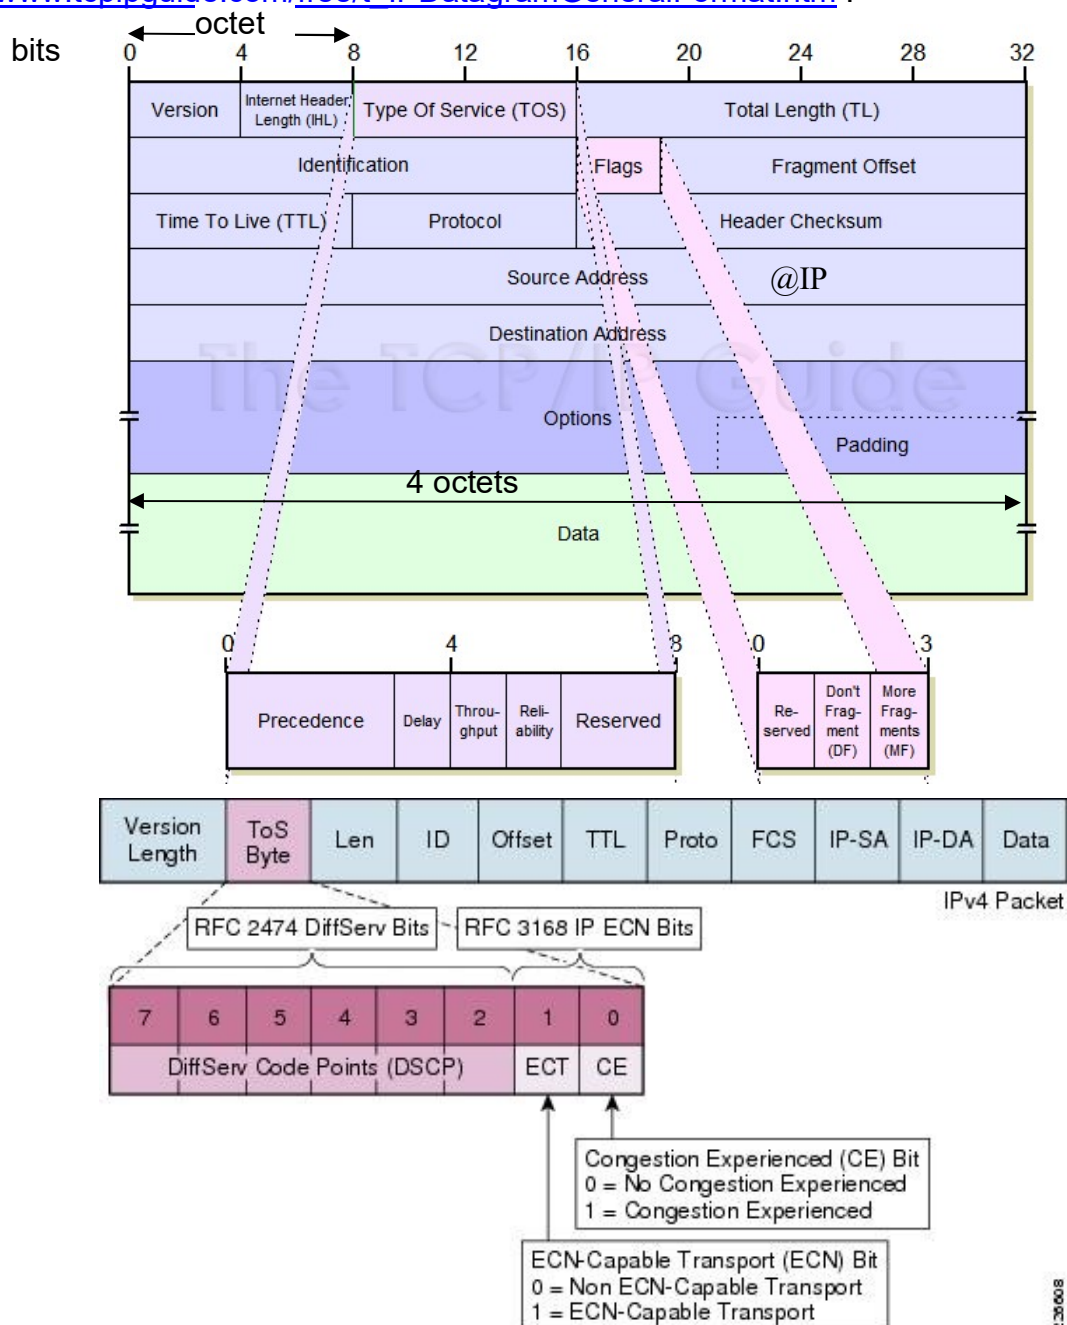 www.tcpipguide.com/free/t_IPDatagramGeneralFormat.htm .
octet
bits 0 4 8 12 16 20 24 28 32
Version Internet Header Length (IHL) Type Of Service (TOS) Total Length (TL)
Identification Flags Fragment Offset
Time To Live (TTL) Protocol Header Checksum
Source Address @IP
Destination Address
The TCP/IP Guide
Options
Padding
4 octets
Data
0 4 8 0 3
Precedence Delay Throu-ghput Reli-ability Reserved Re-served Don't Frag-ment (DF) More Frag-ments (MF)
Version Length ToS Byte Len ID Offset TTL Proto FCS IP-SA IP-DA Data
IPv4 Packet
RFC 2474 DiffServ Bits RFC 3168 IP ECN Bits
7 6 5 4 3 2 1 0
DiffServ Code Points (DSCP) ECT CE
Congestion Experienced (CE) Bit
0 = No Congestion Experienced
1 = Congestion Experienced
ECN-Capable Transport (ECN) Bit
0 = Non ECN-Capable Transport
1 = ECN-Capable Transport
226608